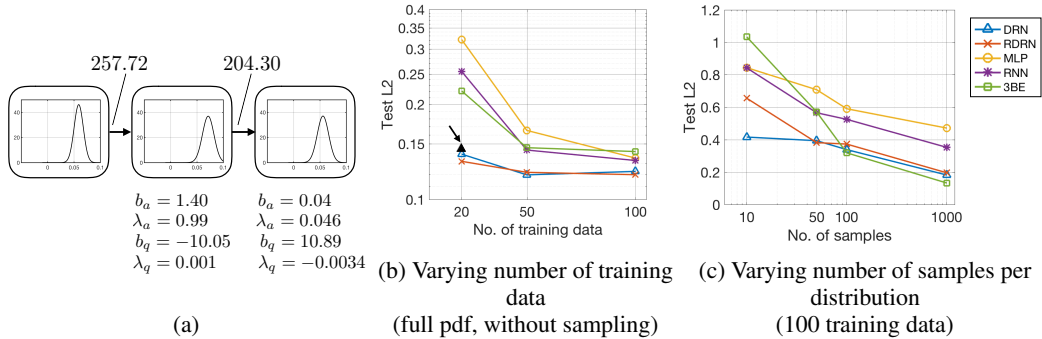 257.72
204.30
40
20
0
0 0.05 0.1
40
20
0
0 0.05 0.1
40
20
0
0 0.05 0.1
b_a = 1.40
λ_a = 0.99
b_q = −10.05
λ_q = 0.001
b_a = 0.04
λ_a = 0.046
b_q = 10.89
λ_q = −0.0034
(a)
0.4
0.35
0.3
0.25
0.2
0.15
0.1
Test L2
20 50 100
No. of training data
(b) Varying number of training
data
(full pdf, without sampling)
1.2
1
0.8
0.6
0.4
0.2
0
Test L2
10 50 100 1000
No. of samples
DRN
RDRN
MLP
RNN
3BE
(c) Varying number of samples per
distribution
(100 training data)